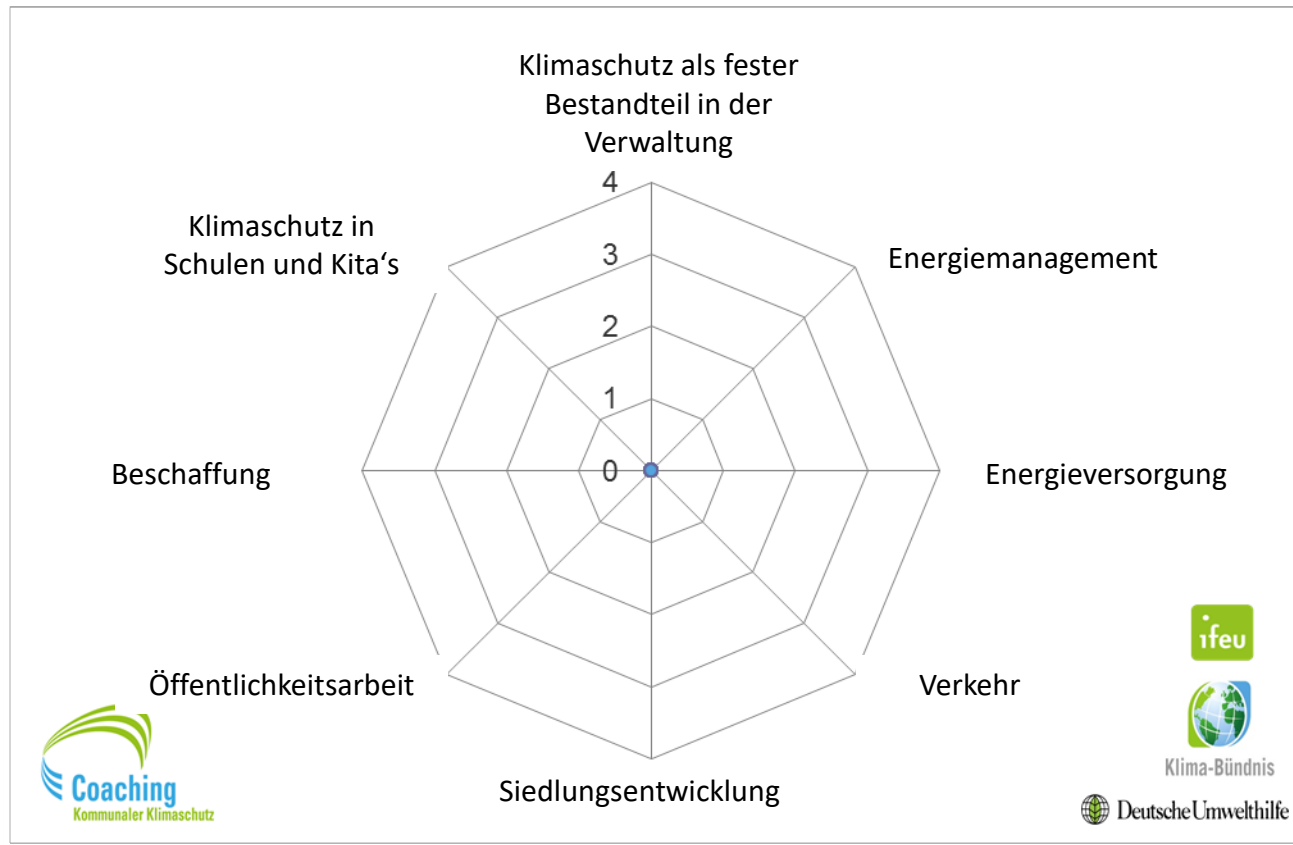 Klimaschutz als fester
Bestandteil in der
Verwaltung
4
3
2
1
0
Energiemanagement
Energieversorgung
Verkehr
Siedlungsentwicklung
Öffentlichkeitsarbeit
Beschaffung
Klimaschutz in
Schulen und Kita‘s
Coaching
Kommunaler Klimaschutz
ifeu
Klima-Bündnis
Deutsche Umwelthilfe